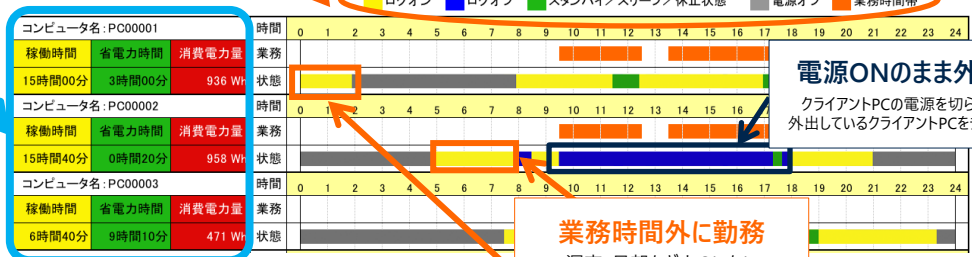 ログオン ログオフ スタンバイ／スリープ／休止状態 電源オフ 業務時間帯
コンピュータ名：PC00001 時間 0 1 2 3 4 5 6 7 8 9 10 11 12 13 14 15 16 17 18 19 20 21 22 23 24
稼働時間 省電力時間 消費電力量 業務
15時間00分 3時間00分 936 Wh 状態
電源ONのまま外
クライアントPCの電源を切ら
外出しているクライアントPCを
コンピュータ名：PC00002 時間 0 1 2 3 4 5 6 7 8 9 10 11 12 13 14 15 16 17
稼働時間 省電力時間 消費電力量 業務
15時間40分 0時間20分 958 Wh 状態
コンピュータ名：PC00003 時間 0 1 2 3 4 5 6 7 8 9 10 11 12 13 14 15 16 17 18 19 20 21 22 23 24
稼働時間 省電力時間 消費電力量 業務
6時間40分 9時間10分 471 Wh 状態
業務時間外に勤務